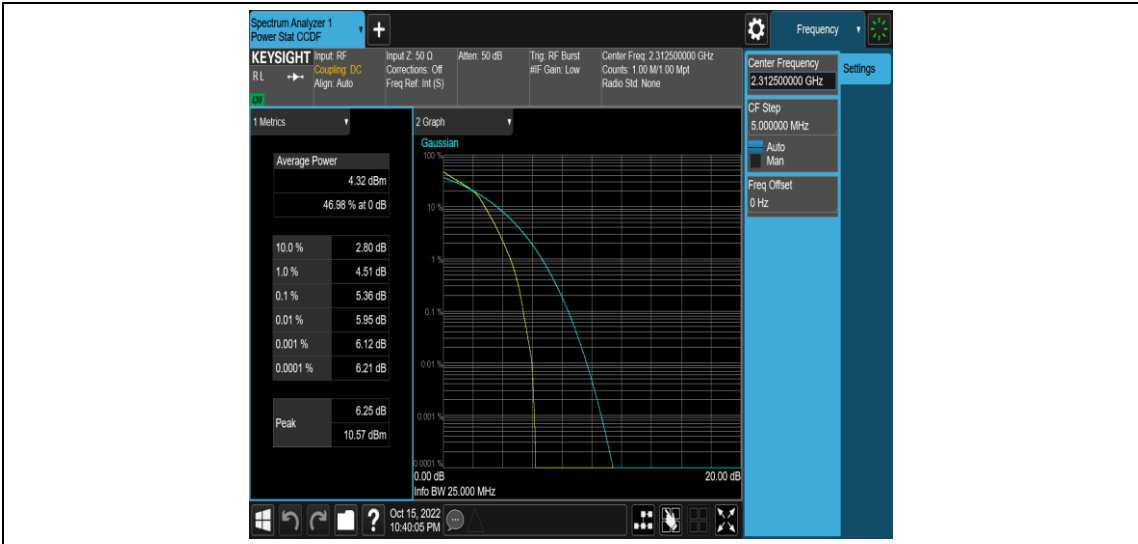 Spectrum Analyzer 1
Power Stat CCDF
Frequency
KEYSIGHT
RL
LXI
Input: RF
Coupling: DC
Align: Auto
Input Z: 50 Ω
Corrections: Off
Freq Ref: Int (S)
Atten: 50 dB
Trig: RF Burst
#IF Gain: Low
Center Freq: 2.312500000 GHz
Counts: 1.00 M/1.00 Mpt
Radio Std: None
Center Frequency
2.312500000 GHz
Settings
CF Step
5.000000 MHz
Auto
Man
Freq Offset
0 Hz
1 Metrics
Average Power
4.32 dBm
46.98 % at 0 dB
10.0 % 2.80 dB
1.0 % 4.51 dB
0.1 % 5.36 dB
0.01 % 5.95 dB
0.001 % 6.12 dB
0.0001 % 6.21 dB
Peak
6.25 dB
10.57 dBm
2 Graph
Gaussian
100 %
10 %
1 %
0.1 %
0.01 %
0.001 %
0.0001 %
0.00 dB 20.00 dB
Info BW 25.000 MHz
?
Oct 15, 2022
10:40:05 PM